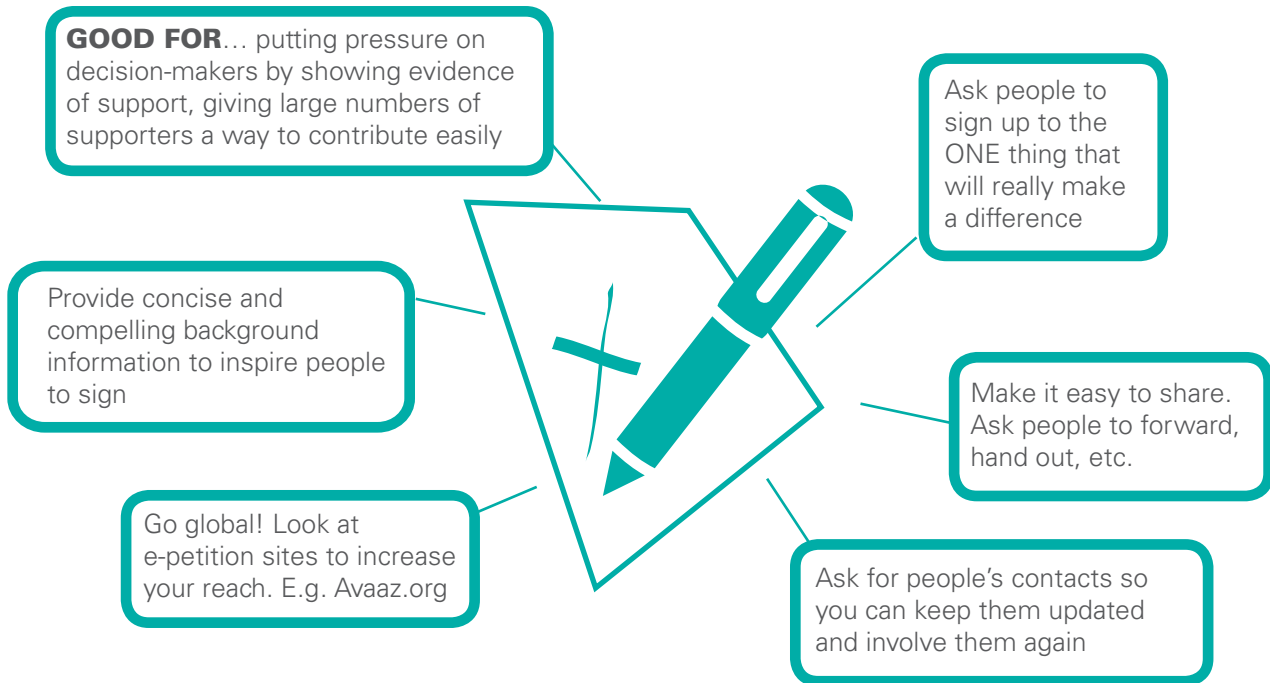 GOOD FOR… putting pressure on
decision-makers by showing evidence
of support, giving large numbers of
supporters a way to contribute easily
Ask people to
sign up to the
ONE thing that
will really make
a difference
Provide concise and
compelling background
information to inspire people
to sign
Make it easy to share.
Ask people to forward,
hand out, etc.
Go global! Look at
e-petition sites to increase
your reach. E.g. Avaaz.org
Ask for people’s contacts so
you can keep them updated
and involve them again